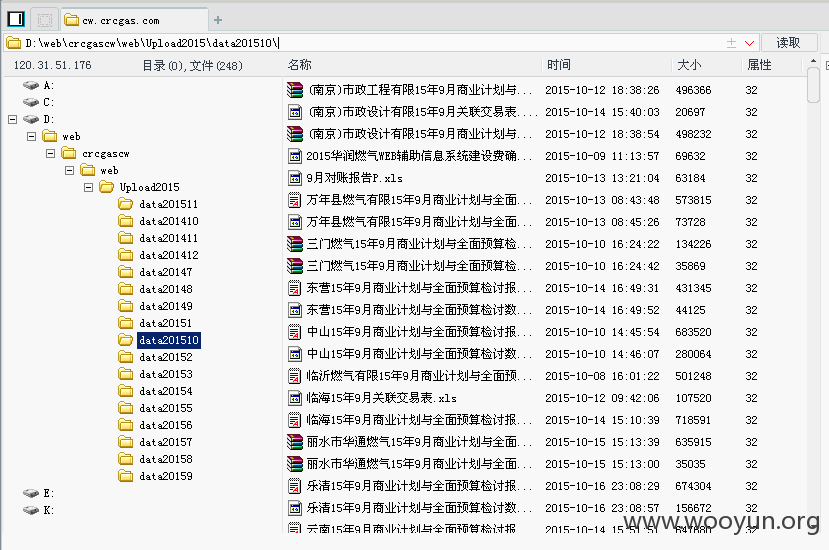 cw.crcgas.com
D:\web\crcgascw\web\Upload2015\data201510\
读取
120.31.51.176 目录(0),文件(248)
名称 时间 大小 属性
A:
C:
D:
web
crcgascw
web
Upload2015
data201511
data201410
data201411
data201412
data20147
data20148
data20149
data20151
data201510
data20152
data20153
data20154
data20155
data20156
data20157
data20158
data20159
E:
K:
(南京)市政工程有限15年9月商业计划与... 2015-10-12 18:38:26 496366 32
(南京)市政设计有限15年9月关联交易表.... 2015-10-14 15:40:03 20697 32
(南京)市政设计有限15年9月商业计划与... 2015-10-12 18:38:54 498232 32
2015华润燃气WEB辅助信息系统建设费确... 2015-10-09 11:13:57 69632 32
9月对账报告P.xls 2015-10-13 13:21:04 63184 32
万年县燃气有限15年9月商业计划与全面... 2015-10-13 08:43:48 573815 32
万年县燃气有限15年9月商业计划与全面... 2015-10-13 08:45:26 73728 32
三门燃气15年9月商业计划与全面预算检... 2015-10-10 16:24:22 134226 32
三门燃气15年9月商业计划与全面预算检... 2015-10-10 16:24:42 35869 32
东营15年9月商业计划与全面预算检讨报... 2015-10-14 16:49:31 431345 32
东营15年9月商业计划与全面预算检讨数... 2015-10-14 16:49:52 44125 32
中山15年9月商业计划与全面预算检讨报... 2015-10-10 14:45:54 683520 32
中山15年9月商业计划与全面预算检讨数... 2015-10-10 14:46:07 280064 32
临沂燃气有限15年9月商业计划与全面预... 2015-10-08 16:01:22 501248 32
临海15年9月关联交易表.xls 2015-10-12 09:42:06 107520 32
临海15年9月商业计划与全面预算检讨报... 2015-10-14 15:10:39 718591 32
丽水市华通燃气15年9月商业计划与全面... 2015-10-15 15:13:39 635915 32
丽水市华通燃气15年9月商业计划与全面... 2015-10-15 15:13:00 35035 32
乐清15年9月商业计划与全面预算检讨报... 2015-10-16 23:08:29 674304 32
乐清15年9月商业计划与全面预算检讨数... 2015-10-16 23:08:57 156672 32
云南15年9月商业计划与全面预算检讨报... 2015-10-14 15:51:51
www.wooyun.org